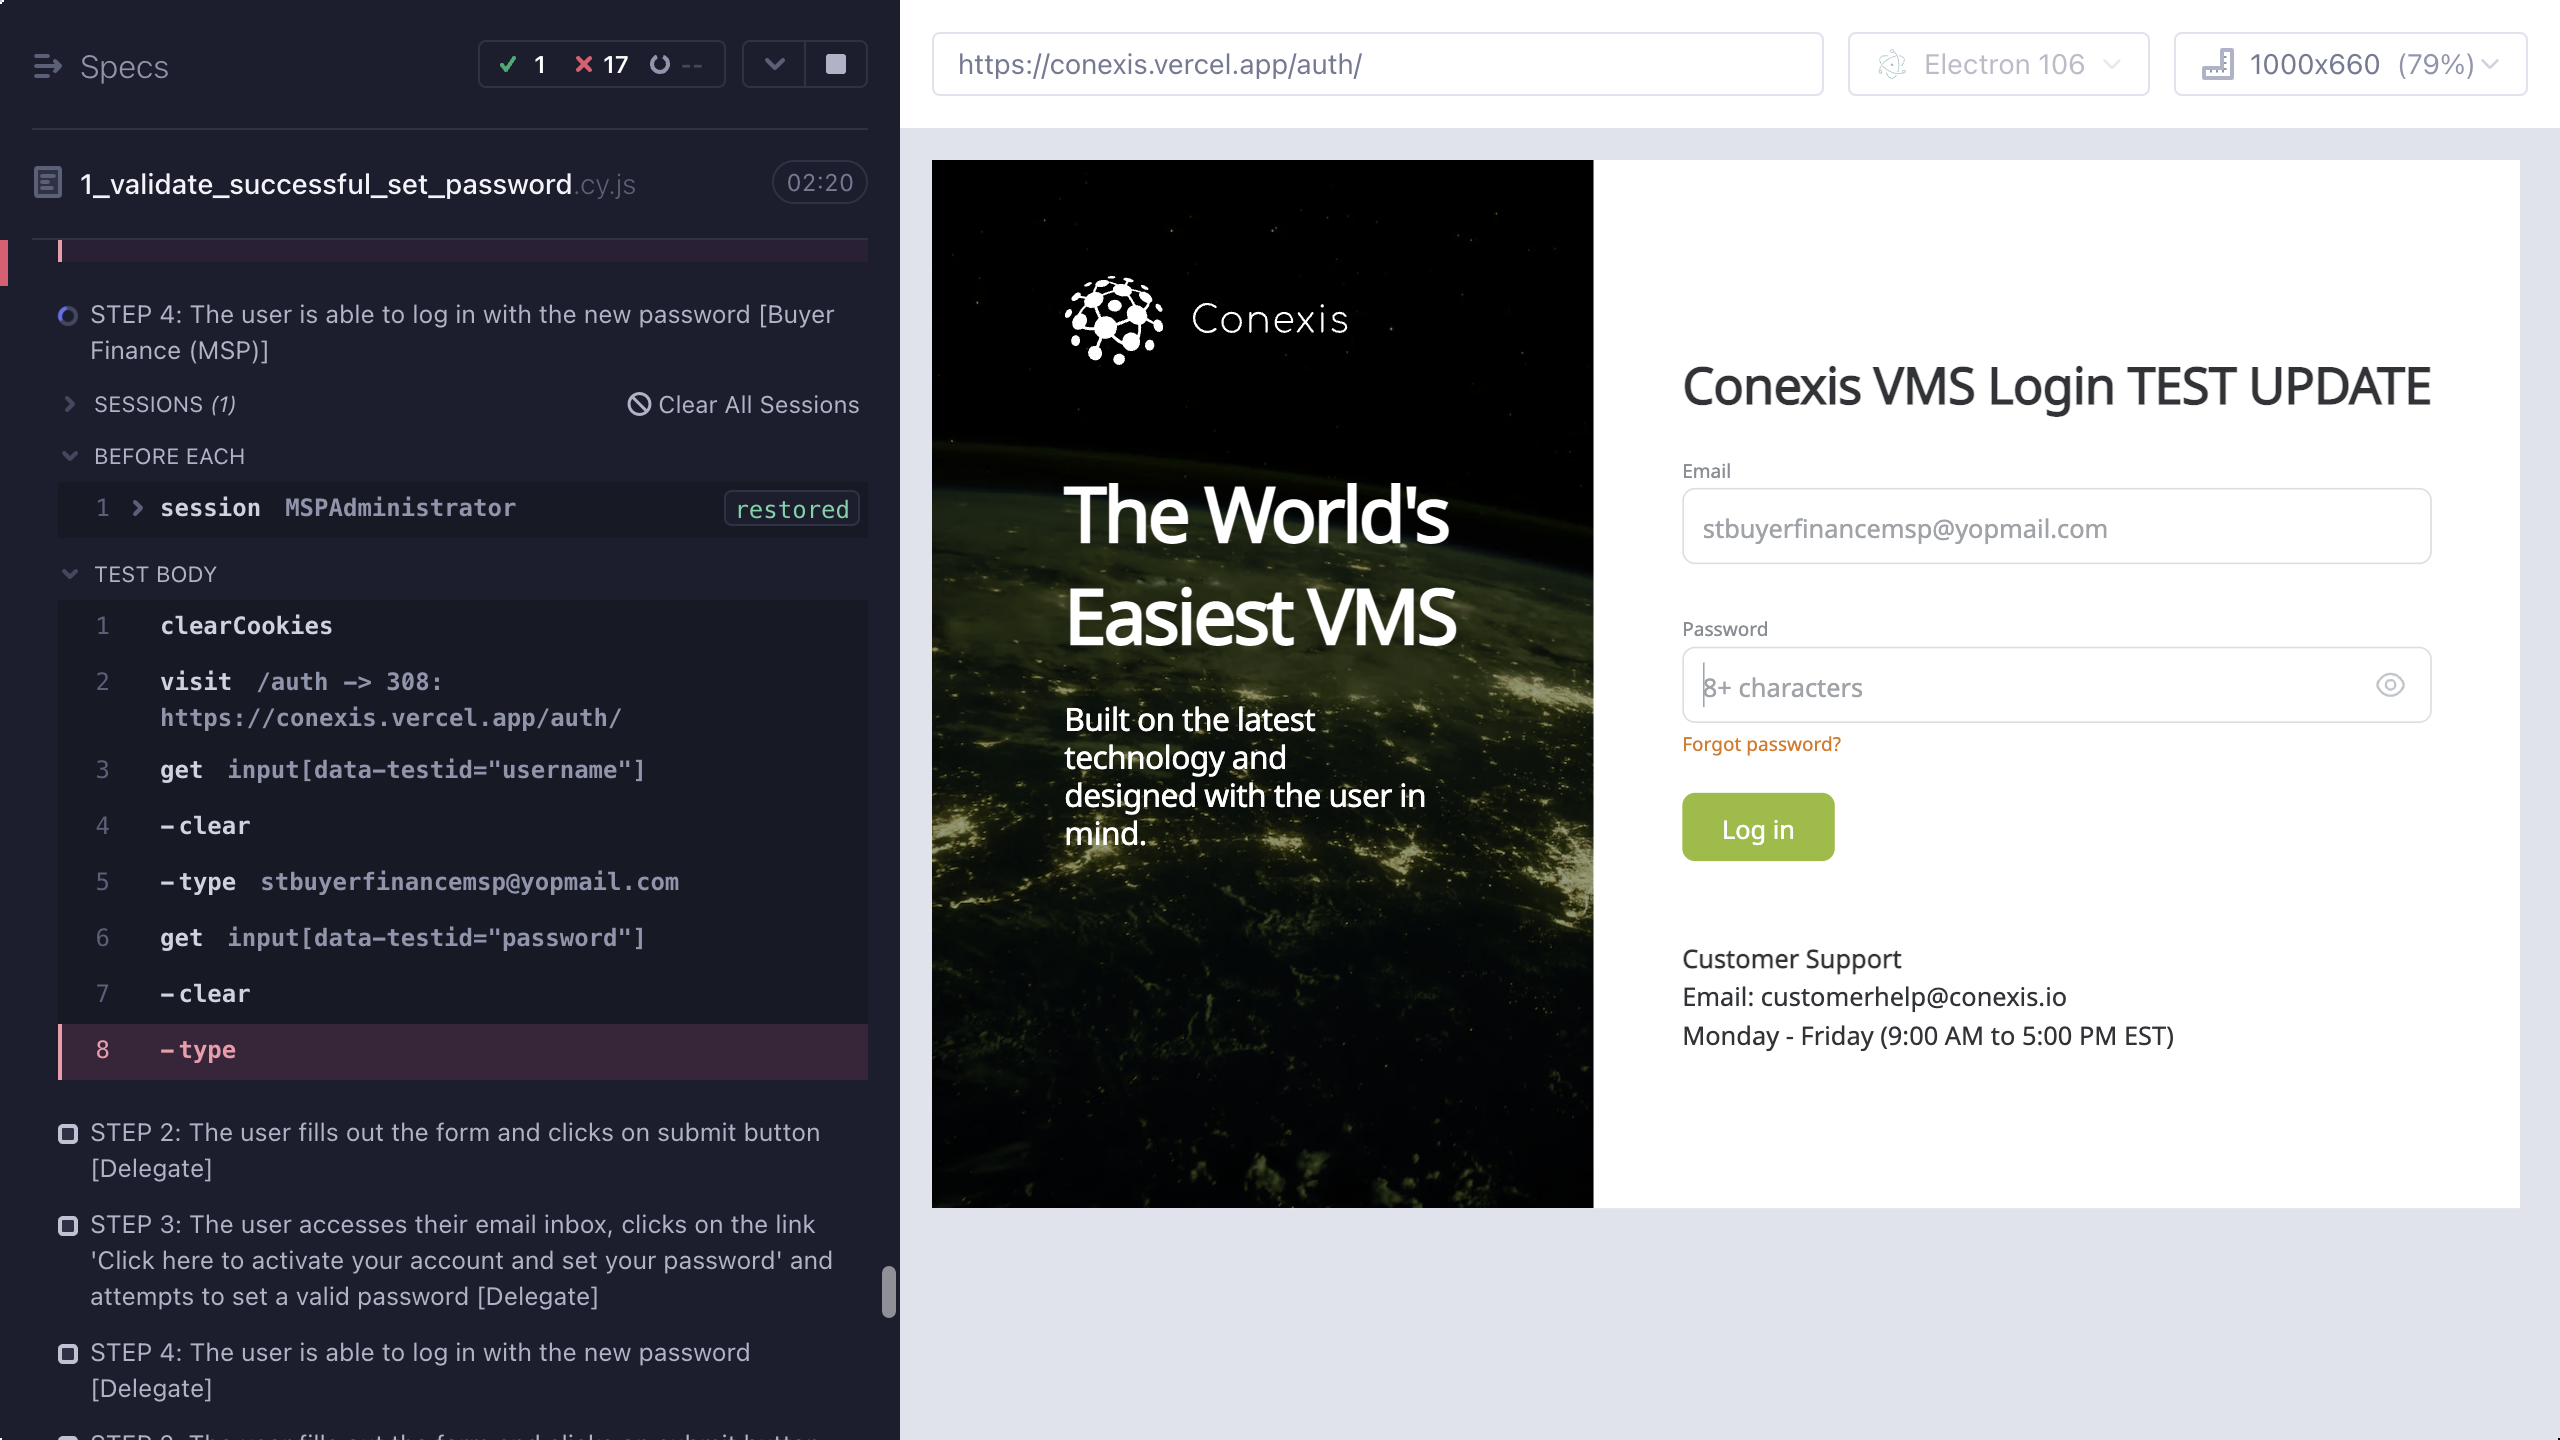 Specs
1
17
--
1_validate_successful_set_password.cy.js
02:20
STEP 4: The user is able to log in with the new password [Buyer
Finance (MSP)]
SESSIONS (1)
Clear All Sessions
BEFORE EACH
1 session MSPAdministrator restored
TEST BODY
1 clearCookies
2 visit /auth -> 308:
https://conexis.vercel.app/auth/
3 get input[data-testid="username"]
4 -clear
5 -type stbuyerfinancemsp@yopmail.com
6 get input[data-testid="password"]
7 -clear
8 -type
STEP 2: The user fills out the form and clicks on submit button
[Delegate]
STEP 3: The user accesses their email inbox, clicks on the link
'Click here to activate your account and set your password' and
attempts to set a valid password [Delegate]
STEP 4: The user is able to log in with the new password
[Delegate]
https://conexis.vercel.app/auth/
Electron 106
1000x660 (79%)
Conexis
The World's
Easiest VMS
Built on the latest
technology and
designed with the user in
mind.
Conexis VMS Login TEST UPDATE
Email
stbuyerfinancemsp@yopmail.com
Password
8+ characters
Forgot password?
Log in
Customer Support
Email: customerhelp@conexis.io
Monday - Friday (9:00 AM to 5:00 PM EST)